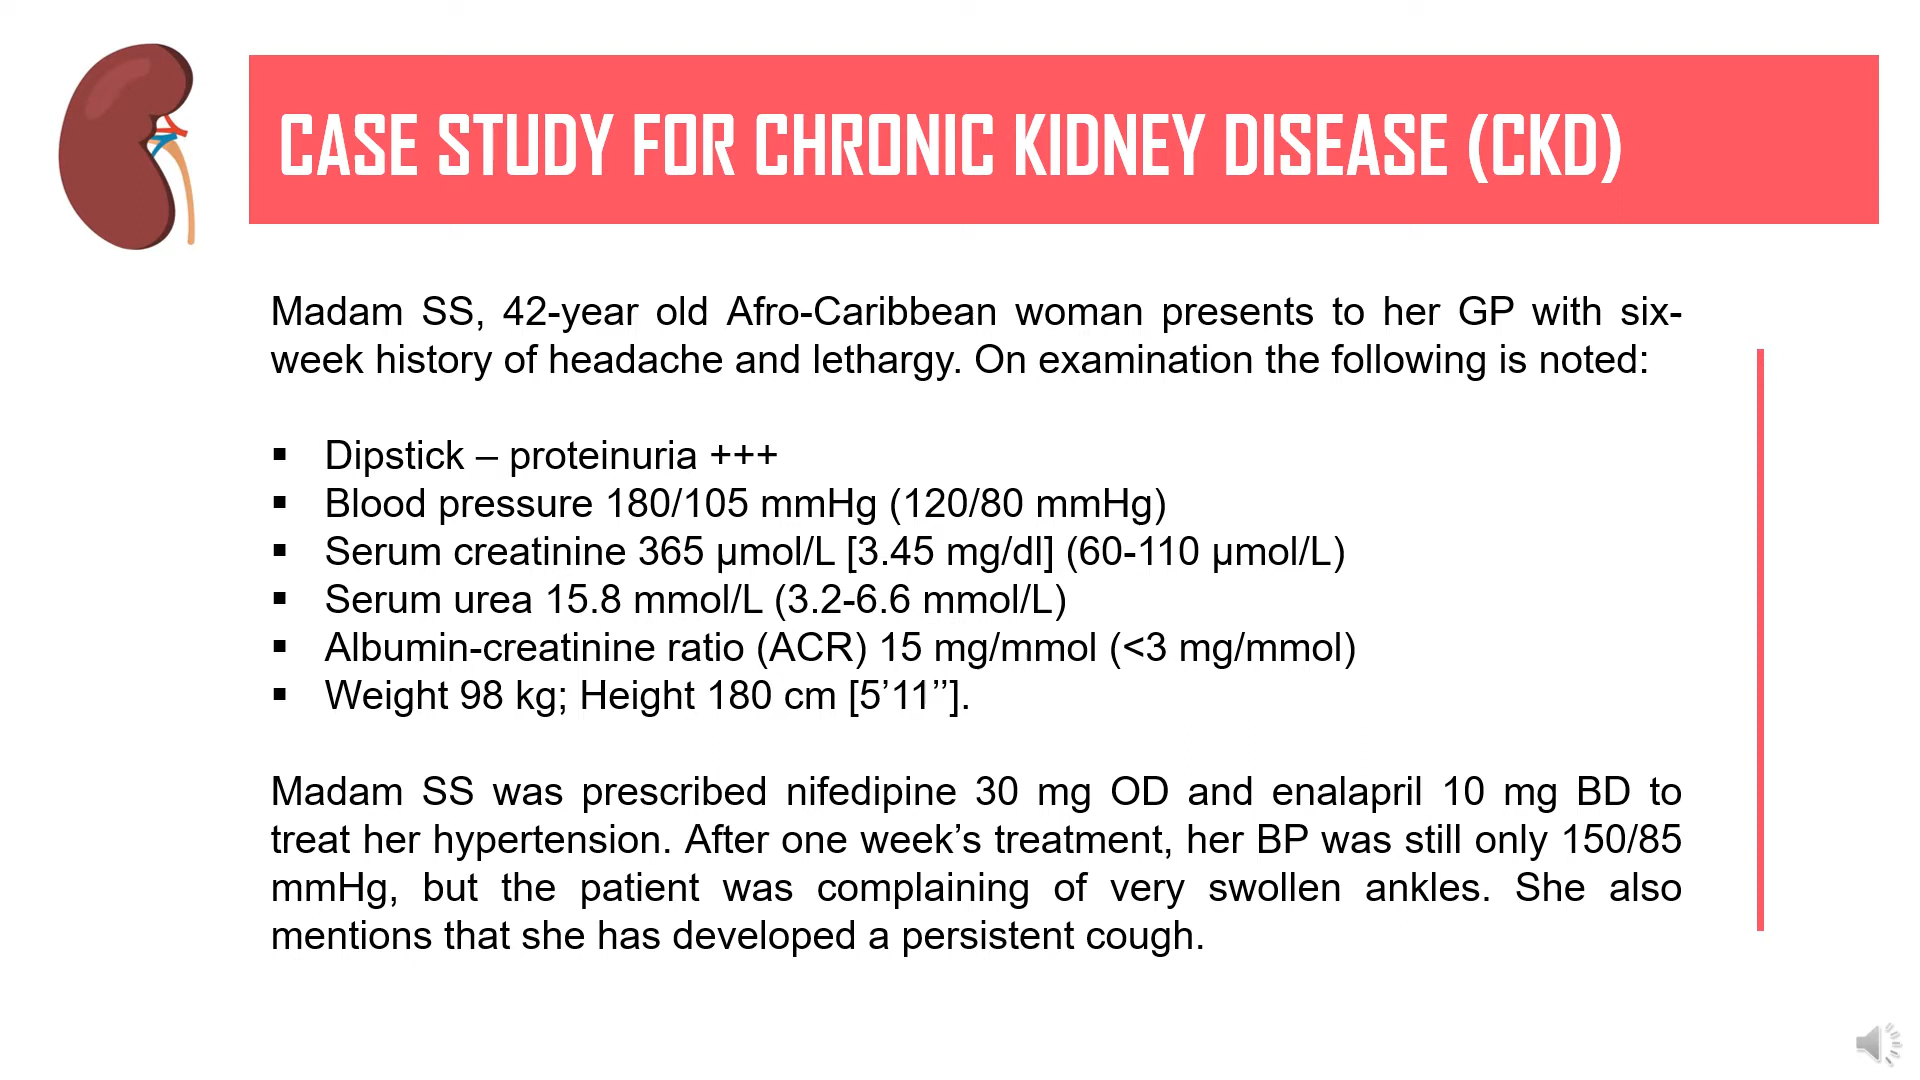 CASE STUDY FOR CHRONIC KIDNEY DISEASE (CKD)
Madam SS, 42-year old Afro-Caribbean woman presents to her GP with six-
week history of headache and lethargy. On examination the following is noted:
▪ Dipstick – proteinuria +++
▪ Blood pressure 180/105 mmHg (120/80 mmHg)
▪ Serum creatinine 365 μmol/L [3.45 mg/dl] (60-110 μmol/L)
▪ Serum urea 15.8 mmol/L (3.2-6.6 mmol/L)
▪ Albumin-creatinine ratio (ACR) 15 mg/mmol (<3 mg/mmol)
▪ Weight 98 kg; Height 180 cm [5’11’’].
Madam SS was prescribed nifedipine 30 mg OD and enalapril 10 mg BD to
treat her hypertension. After one week’s treatment, her BP was still only 150/85
mmHg, but the patient was complaining of very swollen ankles. She also
mentions that she has developed a persistent cough.